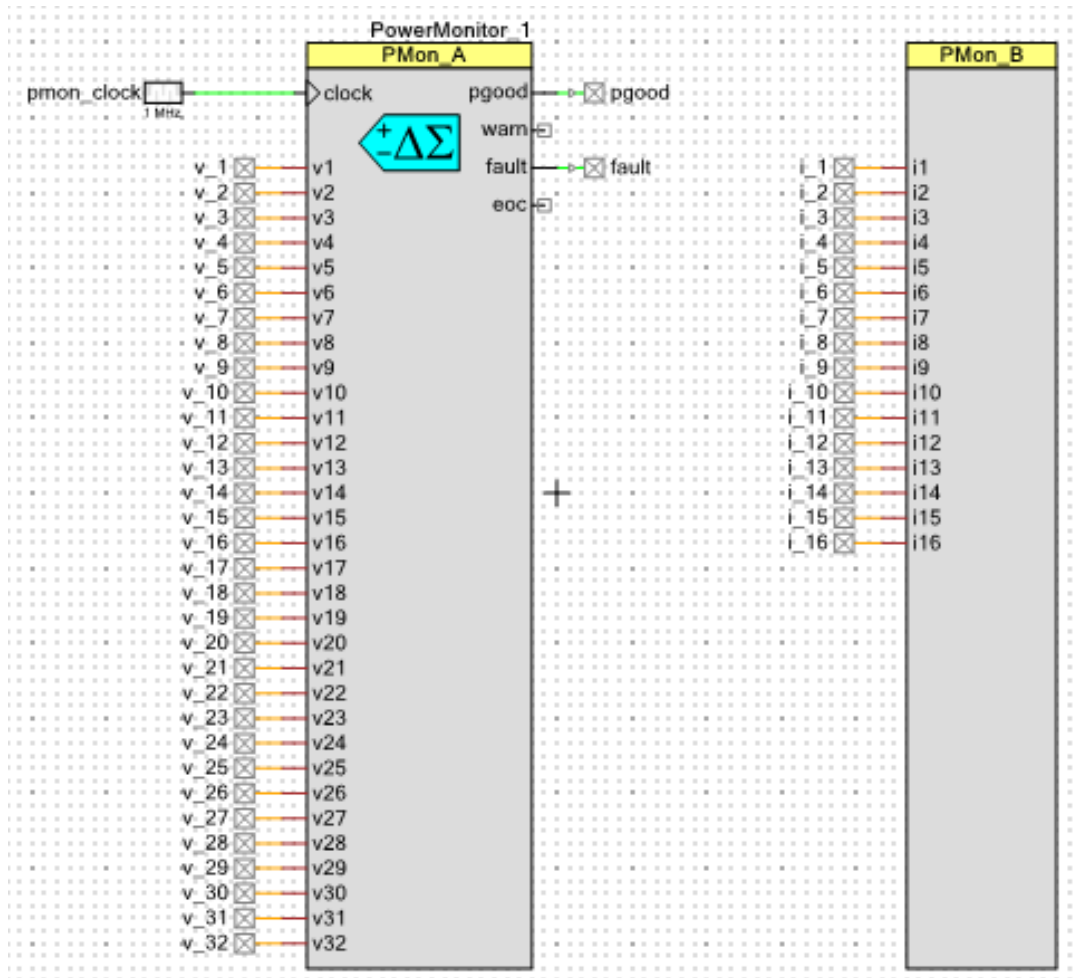 PowerMonitor_1
PMon_A PMon_B
pmon_clock clock pgood pgood
1 MHz
+
-ΔΣ
warn
v_1 v1 fault fault i_1 i1
v_2 v2 i_2 i2
eoc
v_3 v3 i_3 i3
v_4 v4 i_4 i4
v_5 v5 i_5 i5
v_6 v6 i_6 i6
v_7 v7 i_7 i7
v_8 v8 i_8 i8
v_9 v9 i_9 i9
v_10 v10 i_10 i10
v_11 v11 i_11 i11
v_12 v12 i_12 i12
v_13 v13 i_13 i13
v_14 v14 i_14 i14
v_15 v15 i_15 i15
v_16 v16 i_16 i16
v_17 v17
v_18 v18
v_19 v19
v_20 v20
v_21 v21
v_22 v22
v_23 v23
v_24 v24
v_25 v25
v_26 v26
v_27 v27
v_28 v28
v_29 v29
v_30 v30
v_31 v31
v_32 v32